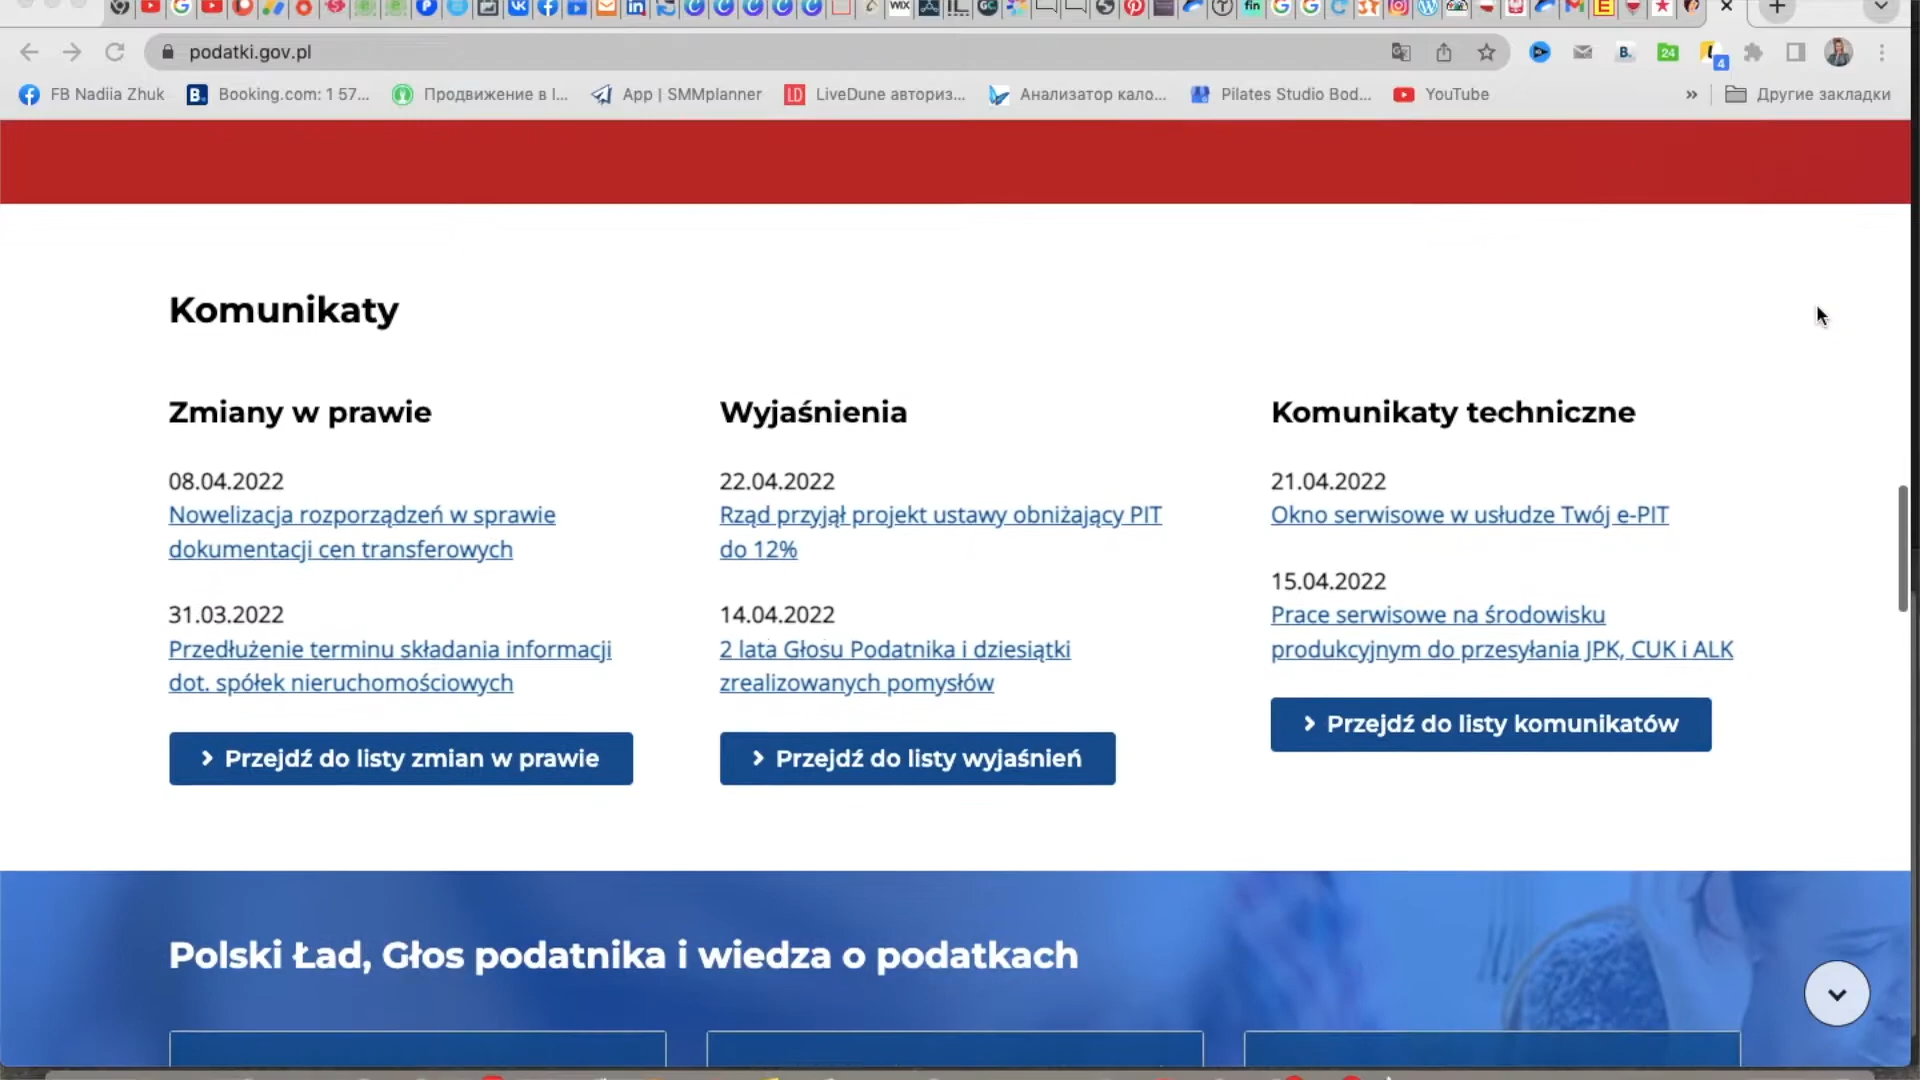 podatki.gov.pl
FB Nadiia Zhuk
Booking.com: 1 57...
Продвижение в I...
App | SMMplanner
LiveDune авториз...
Анализатор кало...
Pilates Studio Bod...
YouTube
»
Другие закладки
Komunikaty
Zmiany w prawie
08.04.2022
Nowelizacja rozporządzeń w sprawie
dokumentacji cen transferowych
31.03.2022
Przedłużenie terminu składania informacji
dot. spółek nieruchomościowych
Przejdź do listy zmian w prawie
Wyjaśnienia
22.04.2022
Rząd przyjął projekt ustawy obniżający PIT
do 12%
14.04.2022
2 lata Głosu Podatnika i dziesiątki
zrealizowanych pomysłów
Przejdź do listy wyjaśnień
Komunikaty techniczne
21.04.2022
Okno serwisowe w usłudze Twój e-PIT
15.04.2022
Prace serwisowe na środowisku
produkcyjnym do przesyłania JPK, CUK i ALK
Przejdź do listy komunikatów
Polski Ład, Głos podatnika i wiedza o podatkach